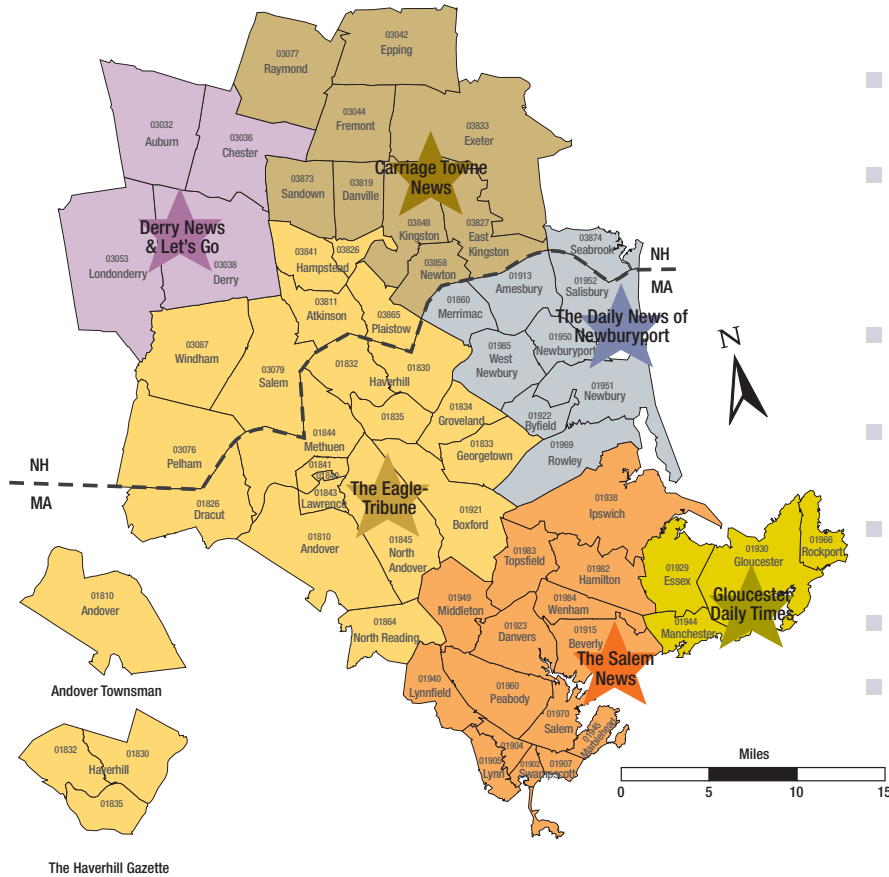 03042
Epping
03077
Raymond
03044
Fremont
03833
Exeter
03032
Auburn
03036
Chester
Carriage Towne
News
03873
Sandown
03819
Danville
Derry News
& Let's Go
03848
Kingston
03827
East
Kingston
03874
Seabrook
NH
MA
03053
Londonderry
03038
Derry
03841
Hampstead
03826
03858
Newton
01913
Amesbury
01952
Salisbury
03811
Atkinson
03865
Plaistow
01860
Merrimac
The Daily News of
Newburyport
03087
Windham
01985
West
Newbury
01950
Newburyport
N
03079
Salem
01832
Haverhill
01830
01951
Newbury
01835
01834
Groveland
01922
Byfield
01844
Methuen
01833
Georgetown
01969
Rowley
03076
Pelham
01841
01840
NH
MA
01843
Lawrence
The Eagle-
Tribune
01938
Ipswich
01826
Dracut
01921
Boxford
01810
Andover
01845
North
Andover
01983
Topsfield
01982
Hamilton
01929
Essex
01930
Gloucester
01966
Rockport
01810
Andover
01949
Middleton
01984
Wenham
Gloucester
Daily Times
01864
North Reading
01923
Danvers
01915
Beverly
01944
Manchester
The Salem
News
Andover Townsman
01940
Lynnfield
01960
Peabody
01970
Salem
01945
Marblehead
01832
Haverhill
01830
01904
01905
Lynn
01902
01907
Swampscott
Miles
0 5 10 15
01835
The Haverhill Gazette